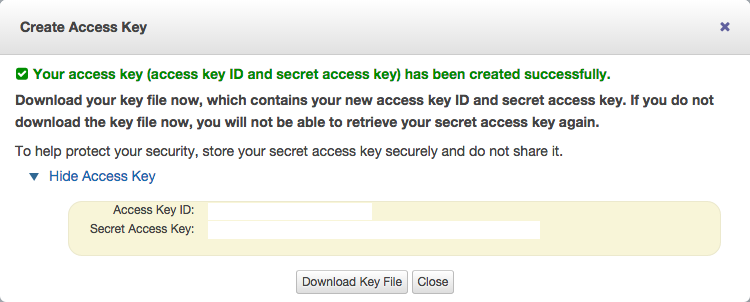 Create Access Key
Your access key (access key ID and secret access key) has been created successfully.
Download your key file now, which contains your new access key ID and secret access key. If you do not
download the key file now, you will not be able to retrieve your secret access key again.
To help protect your security, store your secret access key securely and do not share it.
Hide Access Key
Access Key ID:
Secret Access Key:
Download Key File
Close